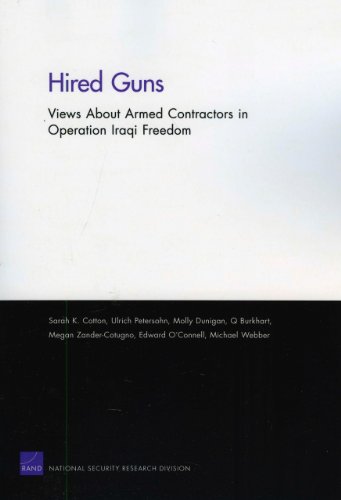 Hired Guns
Views About Armed Contractors in
Operation Iraqi Freedom
Sarah K. Cotton, Ulrich Petersohn, Molly Dunigan, Q Burkhart,
Megan Zander-Cotugno, Edward O'Connell, Michael Webber
RAND NATIONAL SECURITY RESEARCH DIVISION